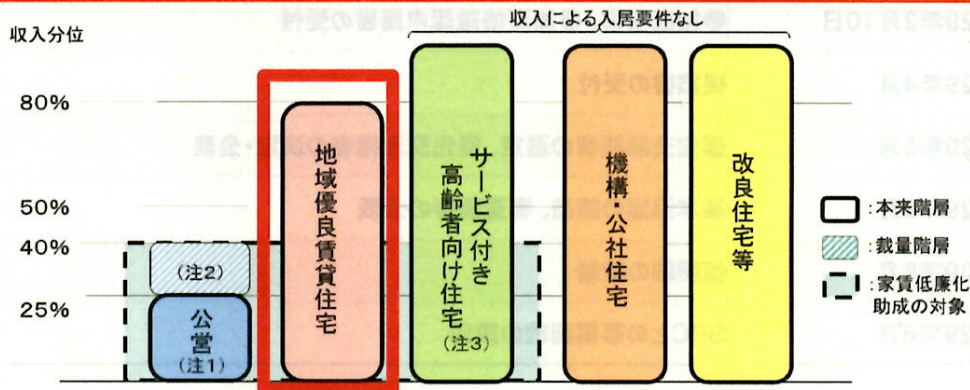 収入による入居要件なし
収入分位
80%
50%
40%
25%
(注2)
公営
(注1)
地域優良賃貸住宅
サービス付き
高齢者向け住宅(注3)
機構・公社住宅
改良住宅等
:本来階層
:裁量階層
:家賃低廉化
助成の対象